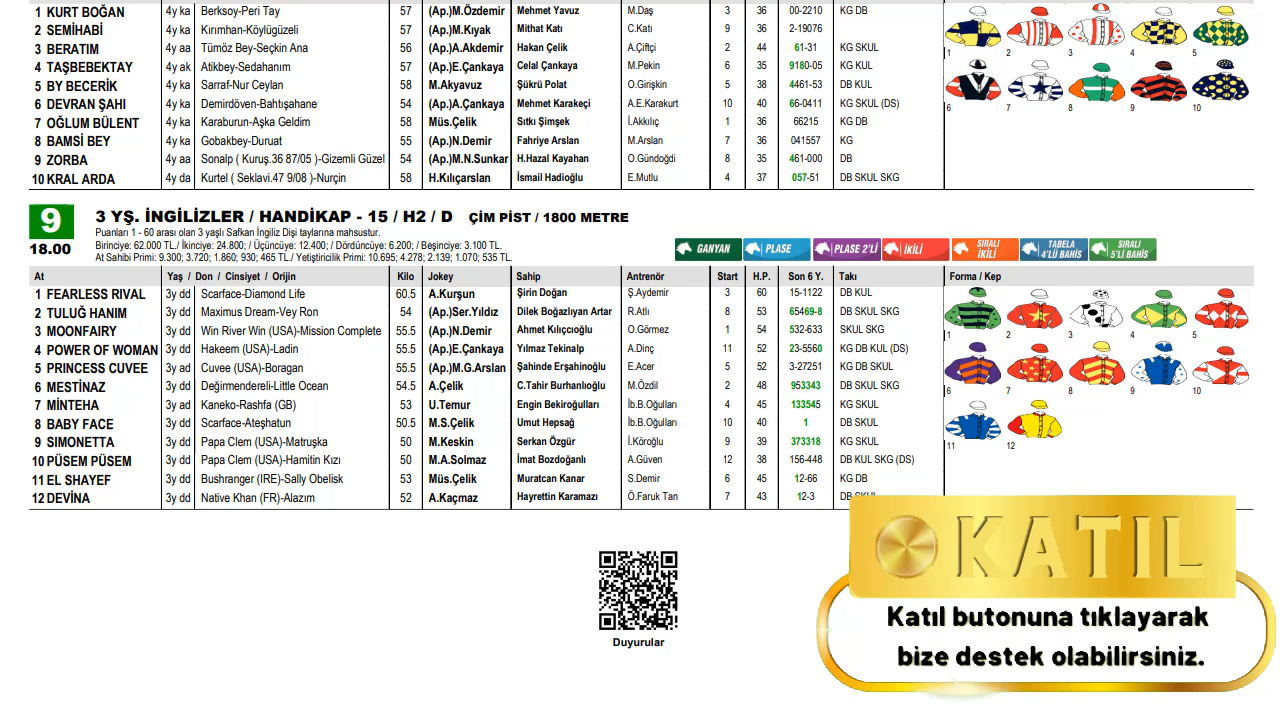 1 KURT BOĞAN 4y ka Berksoy-Peri Tay 57 (Ap.)M.Özdemir Mehmet Yavuz M.Daş 3 36 00-2210 KG DB
2 SEMİHABİ 4y ka Kırımhan-Köylügüzeli 57 (Ap.)M.Kıyak Mithat Katı C.Katı 9 36 2-19076
3 BERATIM 4y aa Tümöz Bey-Seçkin Ana 56 (Ap.)A.Akdemir Hakan Çelik A.Çiftçi 2 44 61-31 KG SKUL
4 TAŞBEBEKTAY 4y ak Atikbey-Sedahanım 57 (Ap.)E.Çankaya Celal Çankaya M.Pekin 6 35 9180-05 KG KUL
5 BY BECERİK 4y ka Sarraf-Nur Ceylan 58 M.Akyavuz Şükrü Polat O.Girişkin 5 38 4461-53 DB KUL
6 DEVRAN ŞAHI 4y ka Demirdöven-Bahtışahane 54 (Ap.)A.Çankaya Mehmet Karakeçi A.E.Karakurt 10 40 66-0411 KG SKUL (DS)
7 OĞLUM BÜLENT 4y ka Karaburun-Aşka Geldim 58 Müs.Çelik Sıtkı Şimşek İ.Akkılıç 1 36 66215 KG DB
8 BAMSİ BEY 4y ka Gobakbey-Duruat 55 (Ap.)N.Demir Fahriye Arslan M.Arslan 7 36 041557 KG
9 ZORBA 4y aa Sonalp ( Kuruş.36 87/05 )-Gizemli Güzel 54 (Ap.)M.N.Sunkar H.Hazal Kayahan O.Gündoğdi 8 35 461-000 DB
10 KRAL ARDA 4y da Kurtel ( Seklavi.47 9/08 )-Nurçin 58 H.Kılıçarslan İsmail Hadioğlu E.Mutlu 4 37 057-51 DB SKUL SKG
1 2 3 4 5
6 7 8 9 10
9 3 YŞ. İNGİLİZLER / HANDİKAP - 15 / H2 / D ÇİM PİST / 1800 METRE
18.00
Puanları 1 - 60 arası olan 3 yaşlı Safkan İngiliz Dişi taylarına mahsustur.
Birinciye: 62.000 TL./ İkinciye: 24.800; / Üçüncüye: 12.400; / Dördüncüye: 6.200; / Beşinciye: 3.100 TL.
At Sahibi Primi: 9.300; 3.720; 1.860; 930; 465 TL./ Yetiştiricilik Primi: 10.695; 4.278; 2.139; 1.070; 535 TL.
GANYAN PLASE PLASE 2'Lİ İKİLİ SIRALI İKİLİ TABELA 4'LÜ BAHİS SIRALI 5'Lİ BAHİS
At Yaş / Don / Cinsiyet / Orijin Kilo Jokey Sahip Antrenör Start H.P. Son 6 Y. Takı Forma / Kep
1 FEARLESS RIVAL 3y dd Scarface-Diamond Life 60.5 A.Kurşun Şirin Doğan Ş.Aydemir 3 60 15-1122 DB KUL
2 TULUĞ HANIM 3y dd Maximus Dream-Vey Ron 54 (Ap.)Ser.Yıldız Dilek Boğazlıyan Artar R.Atlı 8 53 65469-8 DB SKUL SKG
3 MOONFAIRY 3y dd Win River Win (USA)-Mission Complete 55.5 (Ap.)N.Demir Ahmet Kılıççıoğlu O.Görmez 1 54 532-633 SKUL SKG
4 POWER OF WOMAN 3y dd Hakeem (USA)-Ladin 55.5 (Ap.)E.Çankaya Yılmaz Tekinalp A.Dinç 11 52 23-5560 KG DB KUL (DS)
5 PRINCESS CUVEE 3y ad Cuvee (USA)-Boragan 55.5 (Ap.)M.G.Arslan Şahinde Erşahinoğlu E.Acer 5 52 3-27251 KG DB SKUL
6 MESTİNAZ 3y dd Değirmendereli-Little Ocean 54.5 A.Çelik C.Tahir Burhanlıoğlu M.Özdil 2 48 953343 DB SKUL SKG
7 MİNTEHA 3y ad Kaneko-Rashfa (GB) 53 U.Temur Engin Bekiroğulları İb.B.Oğulları 4 45 133545 KG SKUL
8 BABY FACE 3y dd Scarface-Ateşhatun 50.5 M.S.Çelik Umut Hepsağ İb.B.Oğulları 10 40 1 DB SKUL
9 SIMONETTA 3y dd Papa Clem (USA)-Matruşka 50 M.Keskin Serkan Özgür İ.Köroğlu 9 39 373318 KG SKUL
10 PÜSEM PÜSEM 3y dd Papa Clem (USA)-Hamitin Kızı 50 M.A.Solmaz İmat Bozdoğanlı A.Güven 12 38 156-448 DB KUL SKG (DS)
11 EL SHAYEF 3y dd Bushranger (IRE)-Sally Obelisk 53 Müs.Çelik Muratcan Kanar S.Demir 6 45 12-66 KG DB
12 DEVİNA 3y dd Native Khan (FR)-Alazım 52 A.Kaçmaz Hayrettin Karamazı Ö.Faruk Tan 7 43 12-3 DB SKUL
1 2 3 4 5
6 7 8 9 10
11 12
Duyurular
KATIL
Katıl butonuna tıklayarak
bize destek olabilirsiniz.